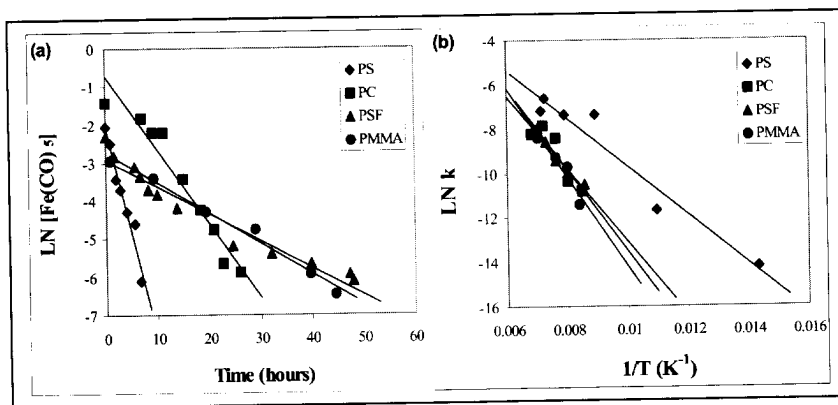 (a)
LN [Fe(CO) 5]
0
-1
-2
-3
-4
-5
-6
-7
0
10
20
30
40
50
60
Time (hours)
PS
PC
PSF
PMMA
(b)
LN k
-4
-6
-8
-10
-12
-14
-16
0.006
0.008
0.01
0.012
0.014
0.016
1/T (K⁻¹)
PS
PC
PSF
PMMA